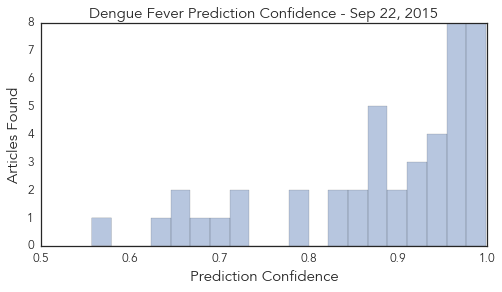 Dengue Fever Prediction Confidence - Sep 22, 2015
8
7
6
5
4
3
2
1
0
Articles Found
0.5 0.6 0.7 0.8 0.9 1.0
Prediction Confidence